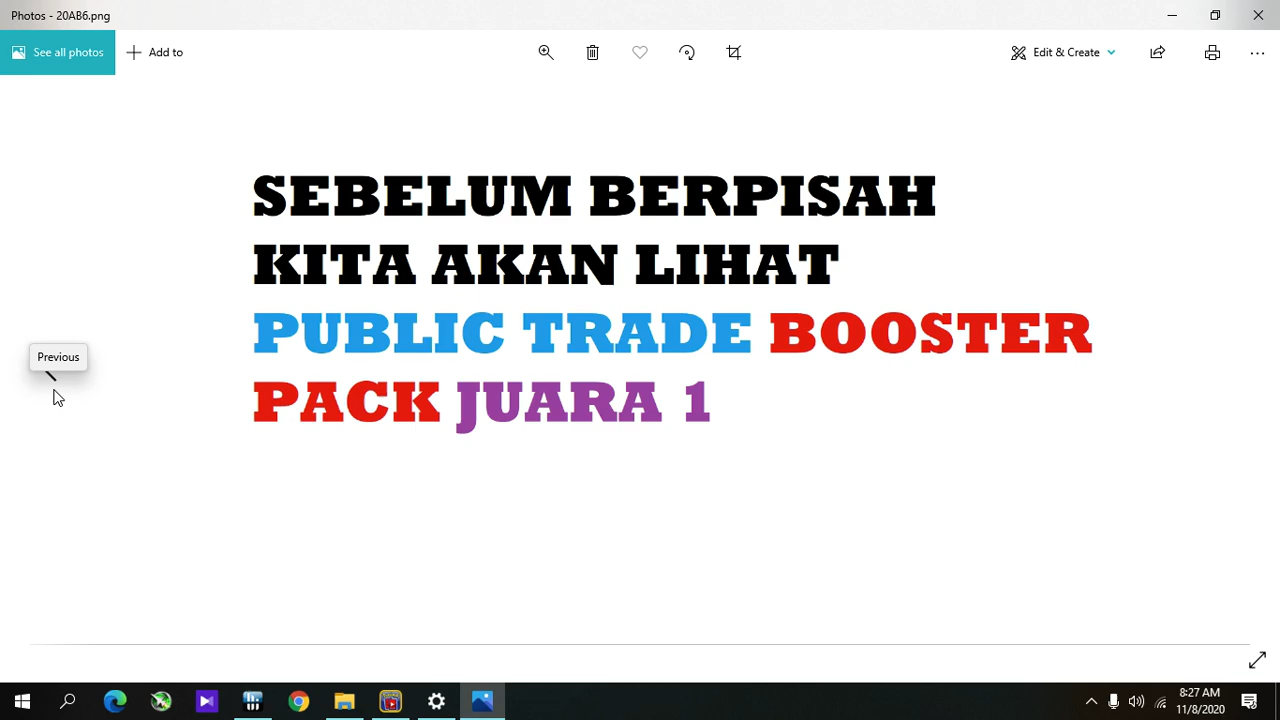 Photos - 20AB6.png
See all photos
Add to
Edit & Create
SEBELUM BERPISAH
KITA AKAN LIHAT
PUBLIC TRADE BOOSTER
PACK JUARA 1
Previous
8:27 AM
11/8/2020